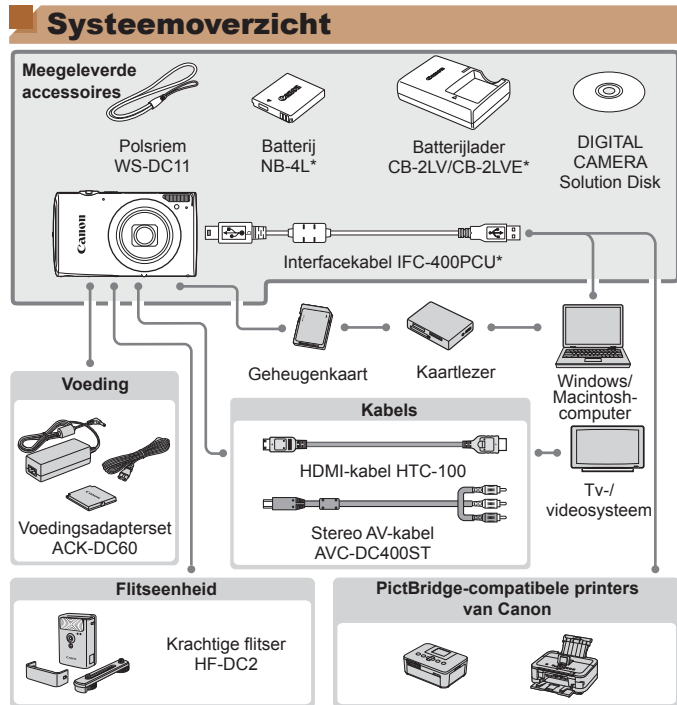 Systeemoverzicht
Meegeleverde
accessoires
Polsriem
WS-DC11
Batterij
NB-4L*
Batterijlader
CB-2LV/CB-2LVE*
DIGITAL
CAMERA
Solution Disk
Canon
Interfacekabel IFC-400PCU*
Geheugenkaart
Kaartlezer
Windows/
Macintosh-
computer
Voeding
Voedingsadapterset
ACK-DC60
Kabels
HDMI-kabel HTC-100
Stereo AV-kabel
AVC-DC400ST
Tv-/
videosysteem
Flitseenheid
Krachtige flitser
HF-DC2
PictBridge-compatibele printers
van Canon